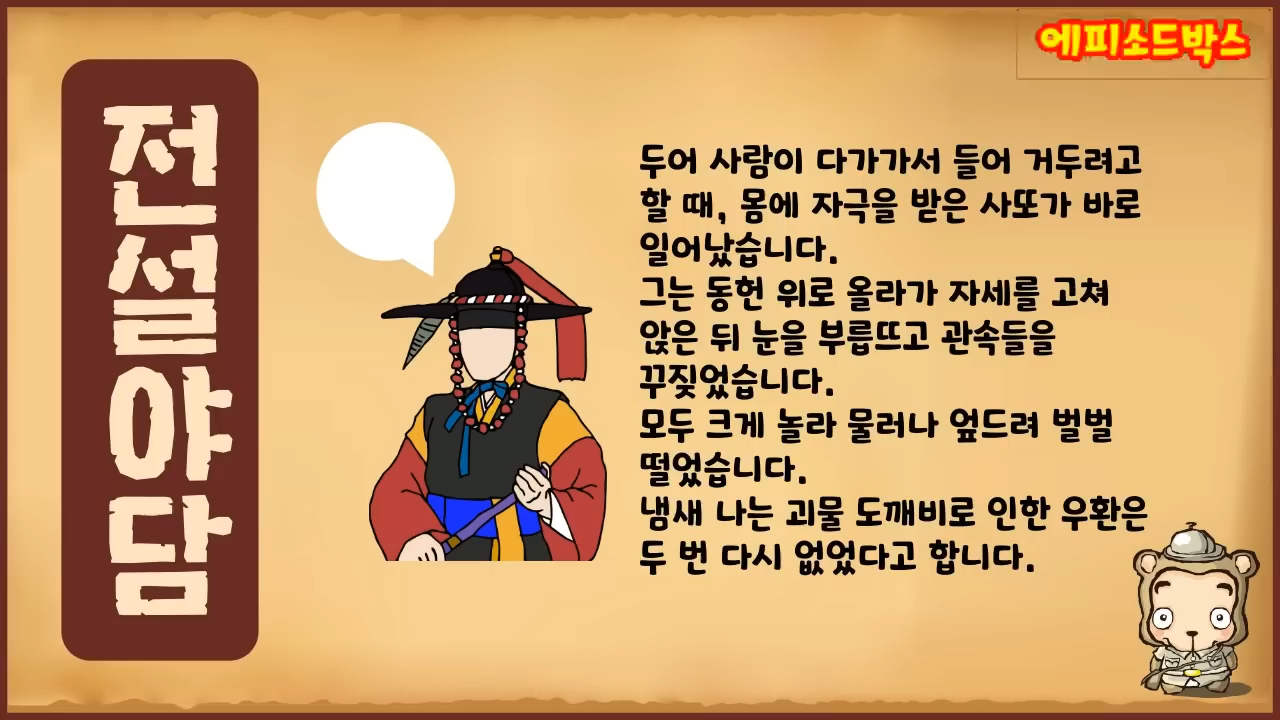 에피소드박스
전설야담
두어 사람이 다가가서 들어 거두려고
할 때, 몸에 자극을 받은 사또가 바로
일어났습니다.
그는 동헌 위로 올라가 자세를 고쳐
앉은 뒤 눈을 부릅뜨고 관속들을
꾸짖었습니다.
모두 크게 놀라 물러나 엎드려 벌벌
떨었습니다.
냄새 나는 괴물 도깨비로 인한 우환은
두 번 다시 없었다고 합니다.